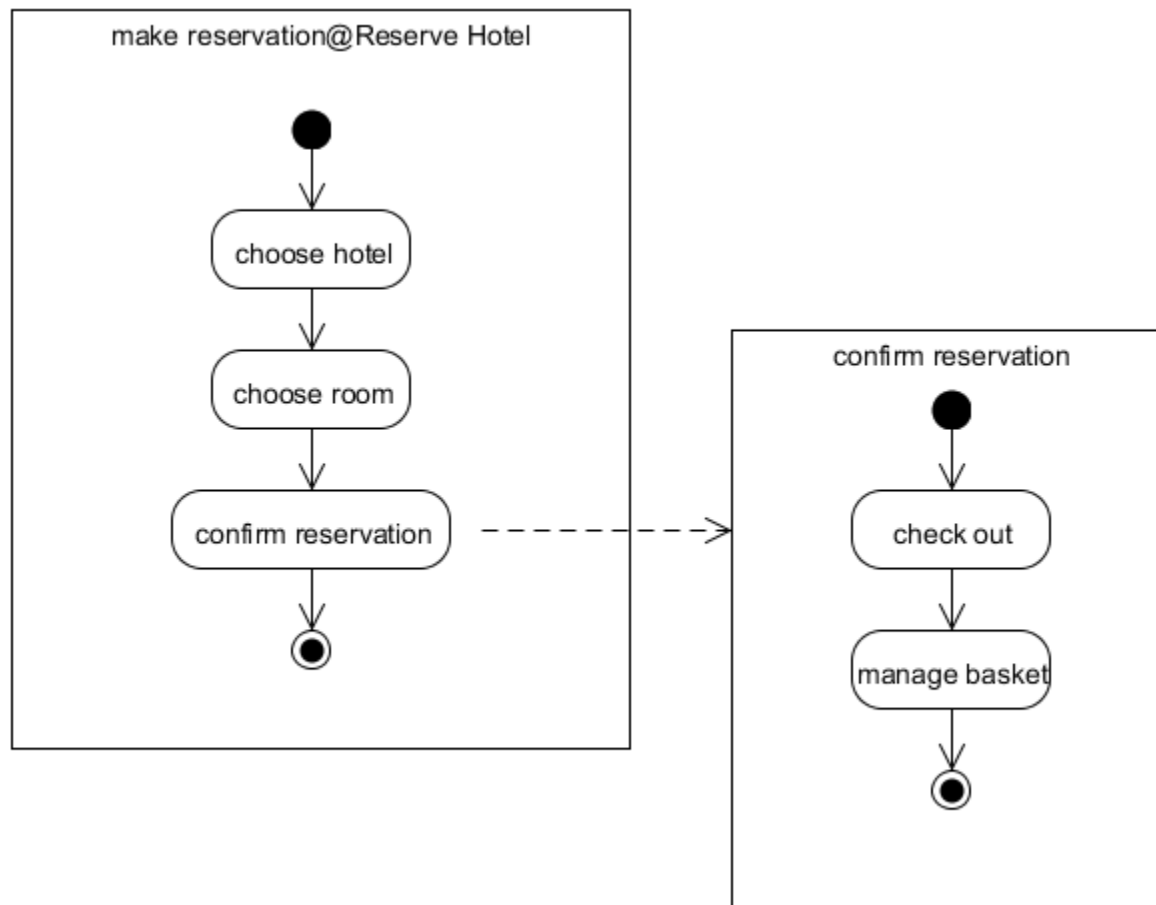 make reservation@Reserve Hotel
choose hotel
choose room
confirm reservation
confirm reservation
check out
manage basket